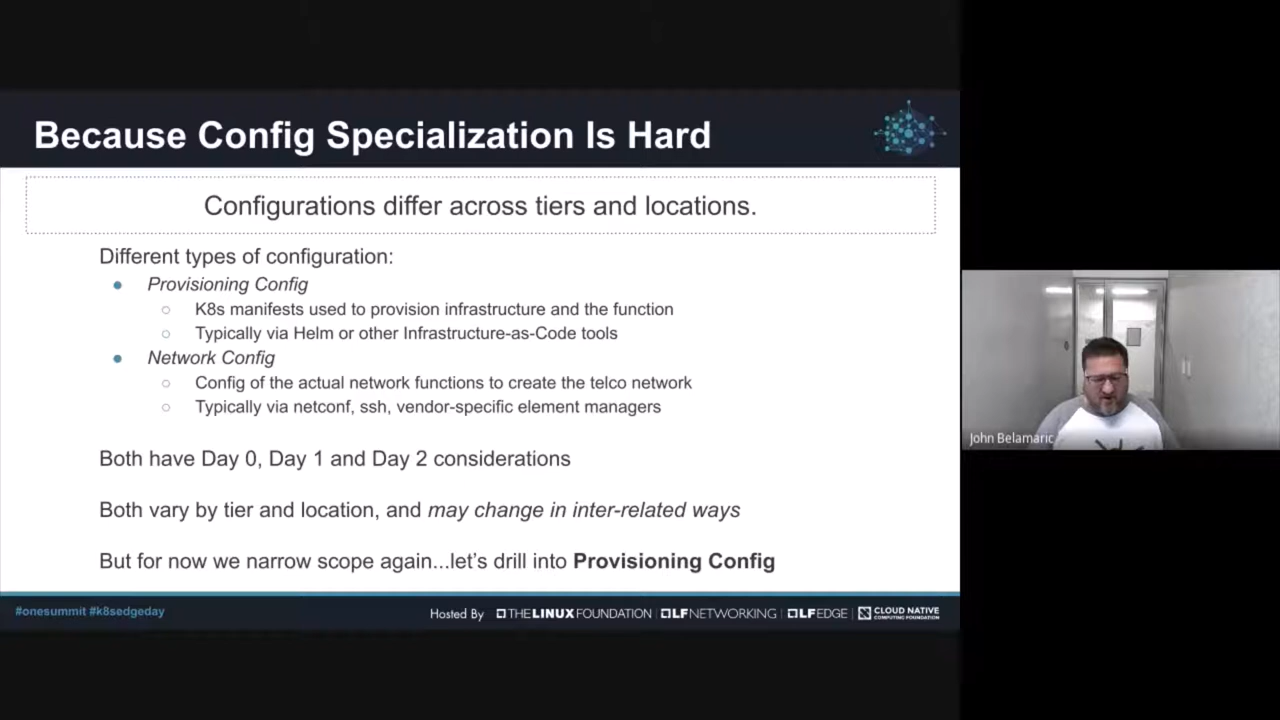 Because Config Specialization Is Hard
Configurations differ across tiers and locations.
Different types of configuration:
● Provisioning Config
○ K8s manifests used to provision infrastructure and the function
○ Typically via Helm or other Infrastructure-as-Code tools
● Network Config
○ Config of the actual network functions to create the telco network
○ Typically via netconf, ssh, vendor-specific element managers
Both have Day 0, Day 1 and Day 2 considerations
Both vary by tier and location, and may change in inter-related ways
But for now we narrow scope again...let's drill into Provisioning Config
John Belamaric
#onesummit #k8sedgeday
Hosted By THE LINUX FOUNDATION | LF NETWORKING | LF EDGE | CLOUD NATIVE
COMPUTING FOUNDATION